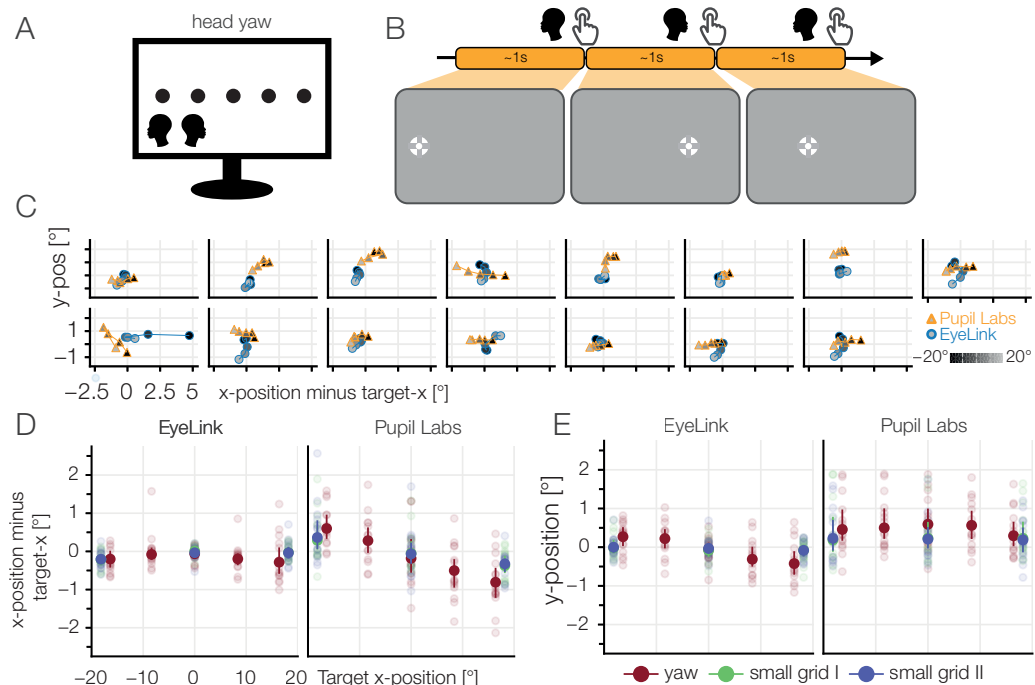 A
head yaw
B
~1s
~1s
~1s
C
y-pos [°]
1
−1
−2.5
0
2.5
5
x-position minus target-x [°]
Pupil Labs
EyeLink
−20°
20°
D
EyeLink
Pupil Labs
x-position minus
target-x [°]
2
1
0
−1
−2
−20
−10
0
10
20
Target x-position [°]
E
EyeLink
Pupil Labs
y-position [°]
2
1
0
−1
−2
yaw
small grid I
small grid II